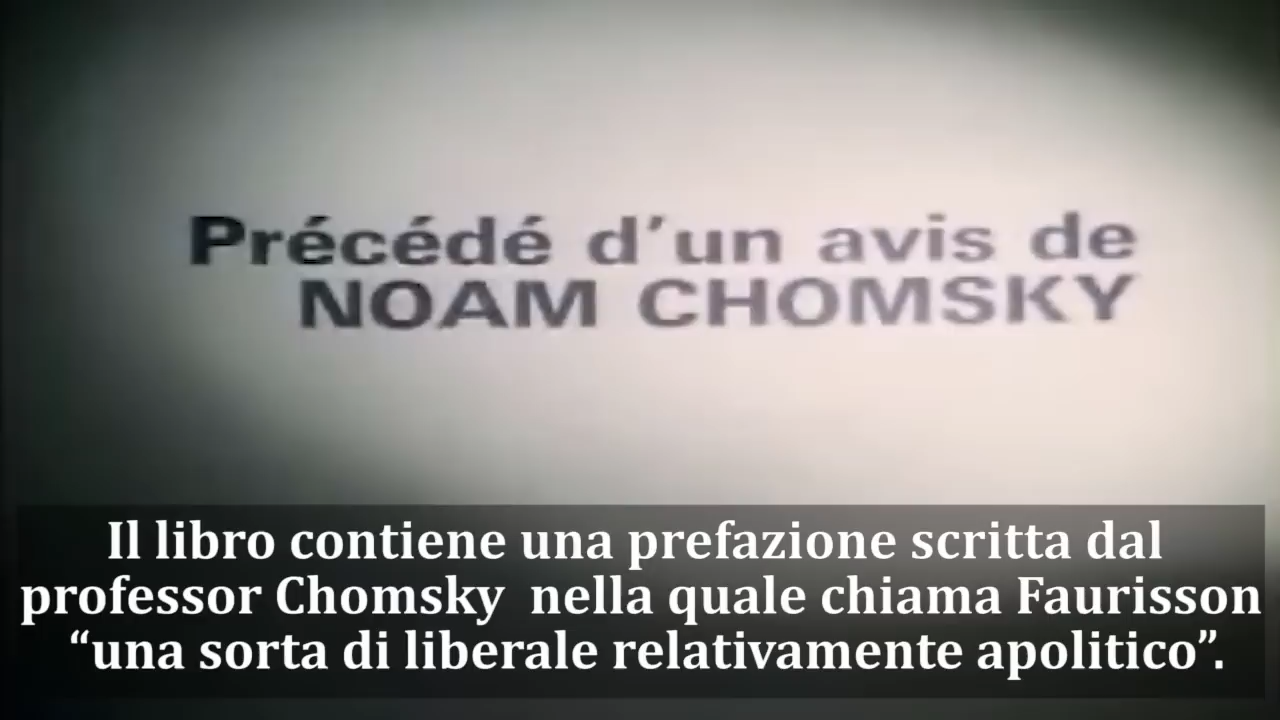 Précédé d'un avis de
NOAM CHOMSKY
Il libro contiene una prefazione scritta dal
professor Chomsky nella quale chiama Faurisson
“una sorta di liberale relativamente apolitico”.